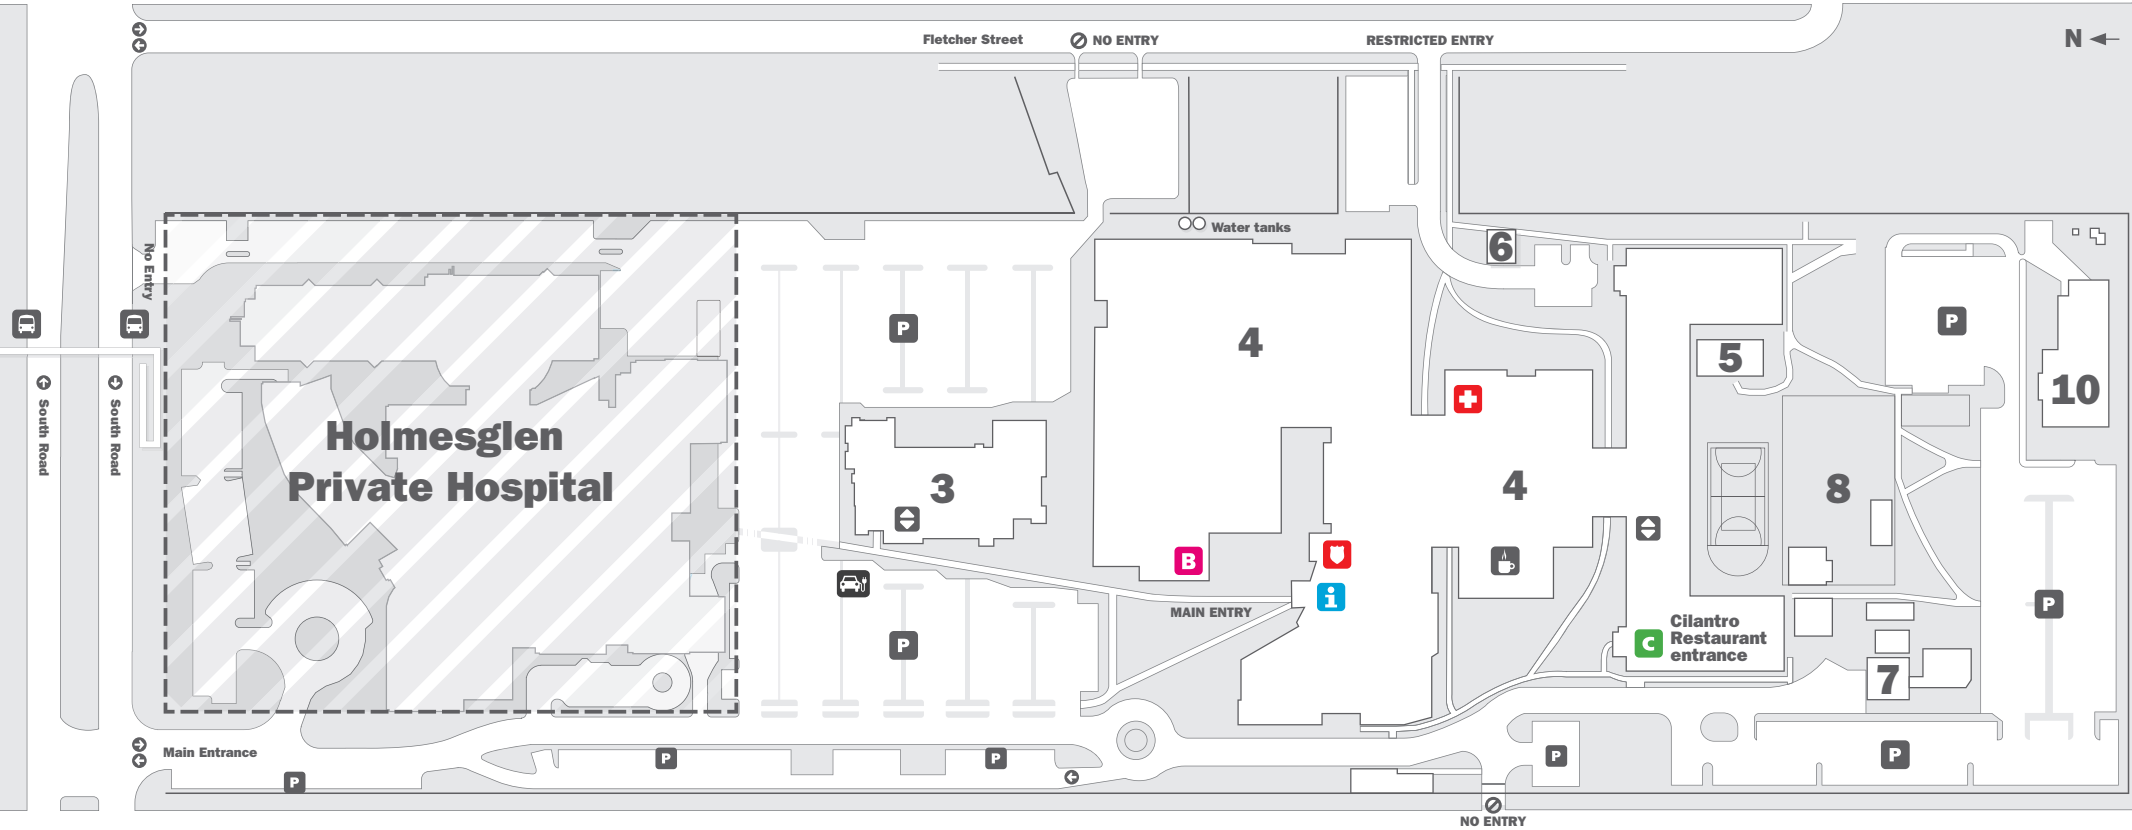 Fletcher Street
NO ENTRY
RESTRICTED ENTRY
N
Water tanks
No Entry
6
4
P
P
5
10
South Road
South Road
Holmesglen
Private Hospital
3
4
8
B
i
MAIN ENTRY
P
P
C
Cilantro
Restaurant
entrance
7
Main Entrance
P
P
P
P
P
NO ENTRY